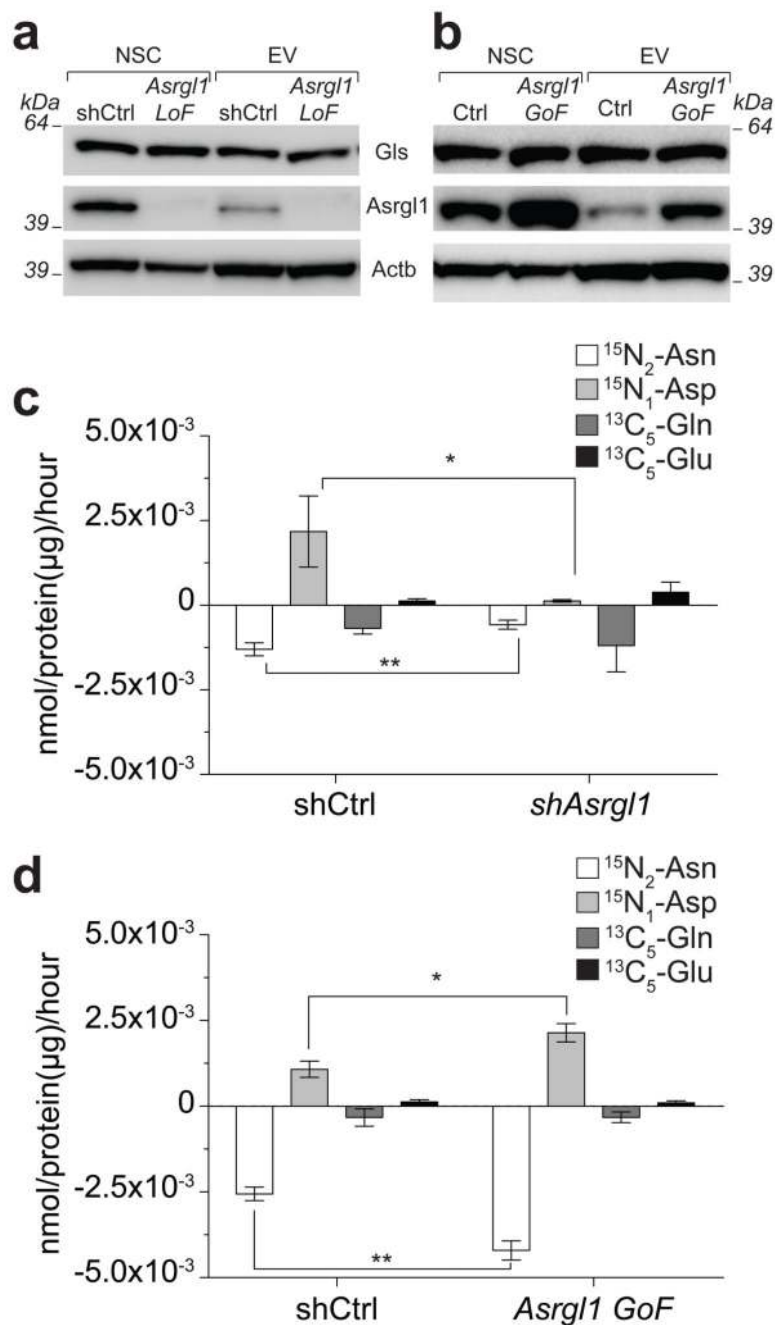 a
NSC EV
kDa shCtrl Asrgl1 LoF shCtrl Asrgl1 LoF
64
Gls
39
Asrgl1
39
Actb
b
NSC EV
Ctrl Asrgl1 GoF Ctrl Asrgl1 GoF kDa
64
39
39
c
¹⁵N₂-Asn
¹⁵N₁-Asp
¹³C₅-Gln
¹³C₅-Glu
nmol/protein(µg)/hour
5.0x10⁻³
2.5x10⁻³
0
-2.5x10⁻³
-5.0x10⁻³
*
**
shCtrl shAsrgl1
d
¹⁵N₂-Asn
¹⁵N₁-Asp
¹³C₅-Gln
¹³C₅-Glu
nmol/protein(µg)/hour
5.0x10⁻³
2.5x10⁻³
0
-2.5x10⁻³
-5.0x10⁻³
*
**
shCtrl Asrgl1 GoF